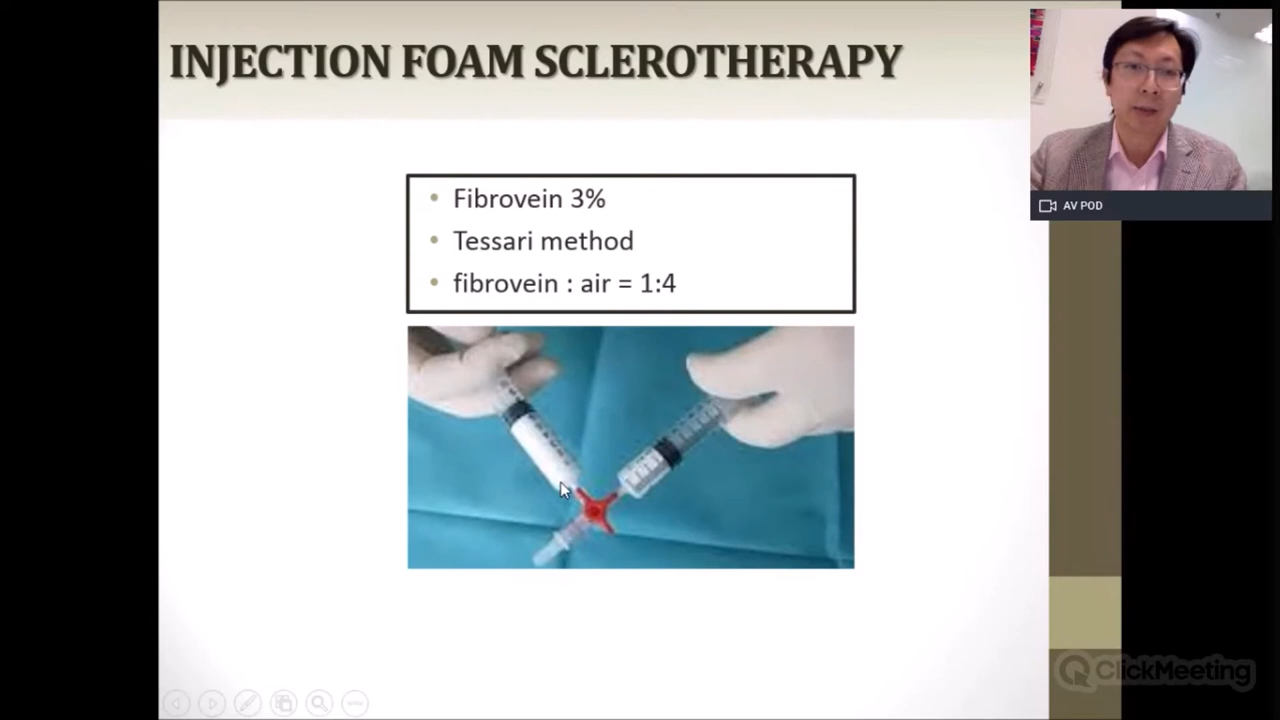 INJECTION FOAM SCLEROTHERAPY
Fibrovein 3%
Tessari method
fibrovein : air = 1:4
AV POD
ClickMeeting